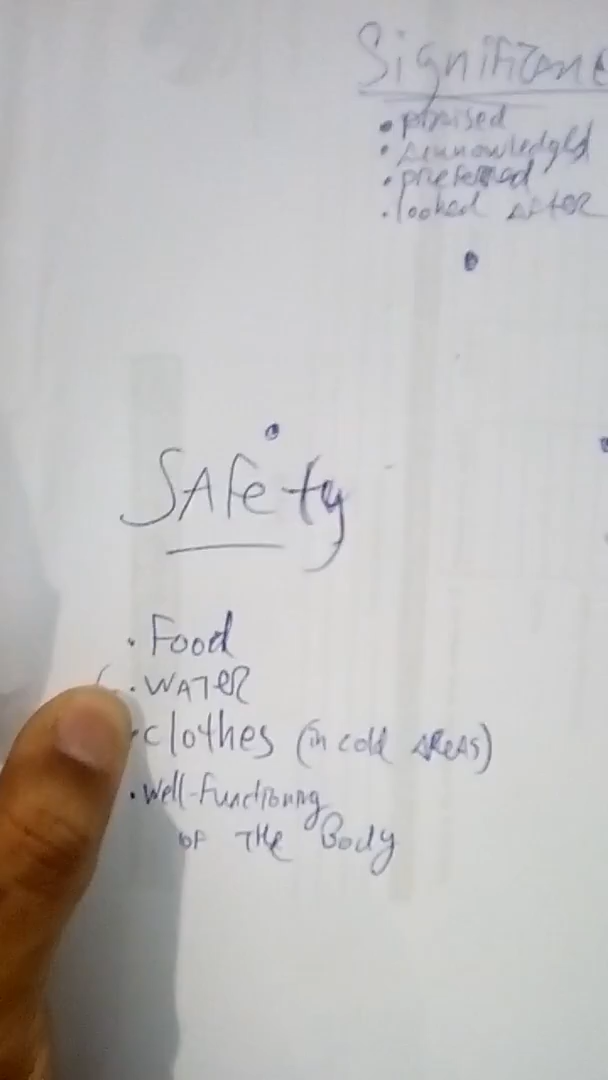 Significance
• praised
• Acknowledged
• preferred
• looked AFTER
SAFety
• Food
• WATER
• clothes (in cold AREAS)
• Well-functioning
OF THE Body